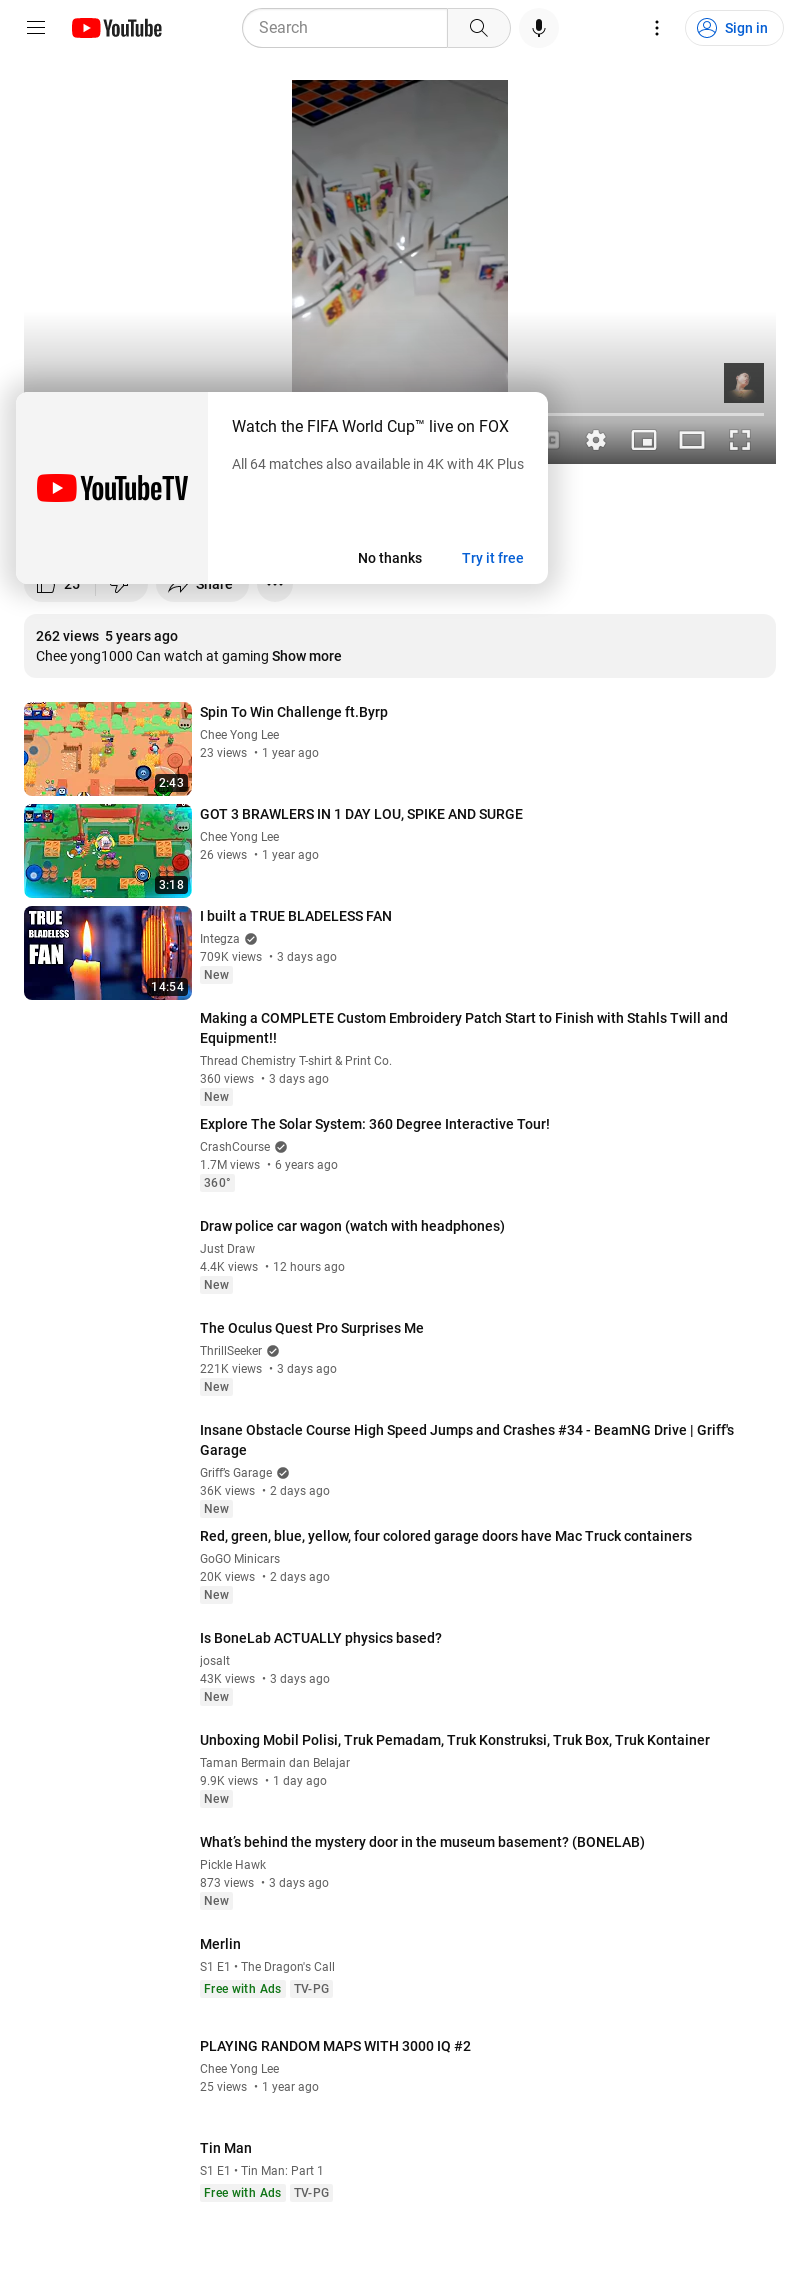 YouTube
Search
Sign in
Watch the FIFA World Cup™ live on FOX
All 64 matches also available in 4K with 4K Plus
YouTubeTV
No thanks
Try it free
25
Share
262 views 5 years ago
Chee yong1000 Can watch at gaming Show more
Spin To Win Challenge ft.Byrp
Chee Yong Lee
23 views • 1 year ago
2:43
GOT 3 BRAWLERS IN 1 DAY LOU, SPIKE AND SURGE
Chee Yong Lee
26 views • 1 year ago
3:18
TRUE
BLADELESS
FAN
14:54
I built a TRUE BLADELESS FAN
Integza
709K views • 3 days ago
New
Making a COMPLETE Custom Embroidery Patch Start to Finish with Stahls Twill and
Equipment!!
Thread Chemistry T-shirt & Print Co.
360 views • 3 days ago
New
Explore The Solar System: 360 Degree Interactive Tour!
CrashCourse
1.7M views • 6 years ago
360°
Draw police car wagon (watch with headphones)
Just Draw
4.4K views • 12 hours ago
New
The Oculus Quest Pro Surprises Me
ThrillSeeker
221K views • 3 days ago
New
Insane Obstacle Course High Speed Jumps and Crashes #34 - BeamNG Drive | Griff's
Garage
Griff's Garage
36K views • 2 days ago
New
Red, green, blue, yellow, four colored garage doors have Mac Truck containers
GoGO Minicars
20K views • 2 days ago
New
Is BoneLab ACTUALLY physics based?
josalt
43K views • 3 days ago
New
Unboxing Mobil Polisi, Truk Pemadam, Truk Konstruksi, Truk Box, Truk Kontainer
Taman Bermain dan Belajar
9.9K views • 1 day ago
New
What’s behind the mystery door in the museum basement? (BONELAB)
Pickle Hawk
873 views • 3 days ago
New
Merlin
S1 E1 • The Dragon's Call
Free with Ads TV-PG
PLAYING RANDOM MAPS WITH 3000 IQ #2
Chee Yong Lee
25 views • 1 year ago
Tin Man
S1 E1 • Tin Man: Part 1
Free with Ads TV-PG